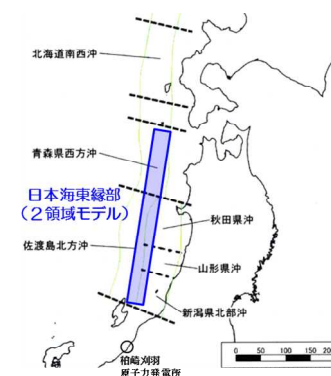 北海道南西沖
青森県西方沖
日本海東縁部
(2領域モデル)
秋田県沖
佐渡島北方沖
山形県沖
新潟県北部沖
柏崎刈羽
原子力発電所
0 50 100 150 200